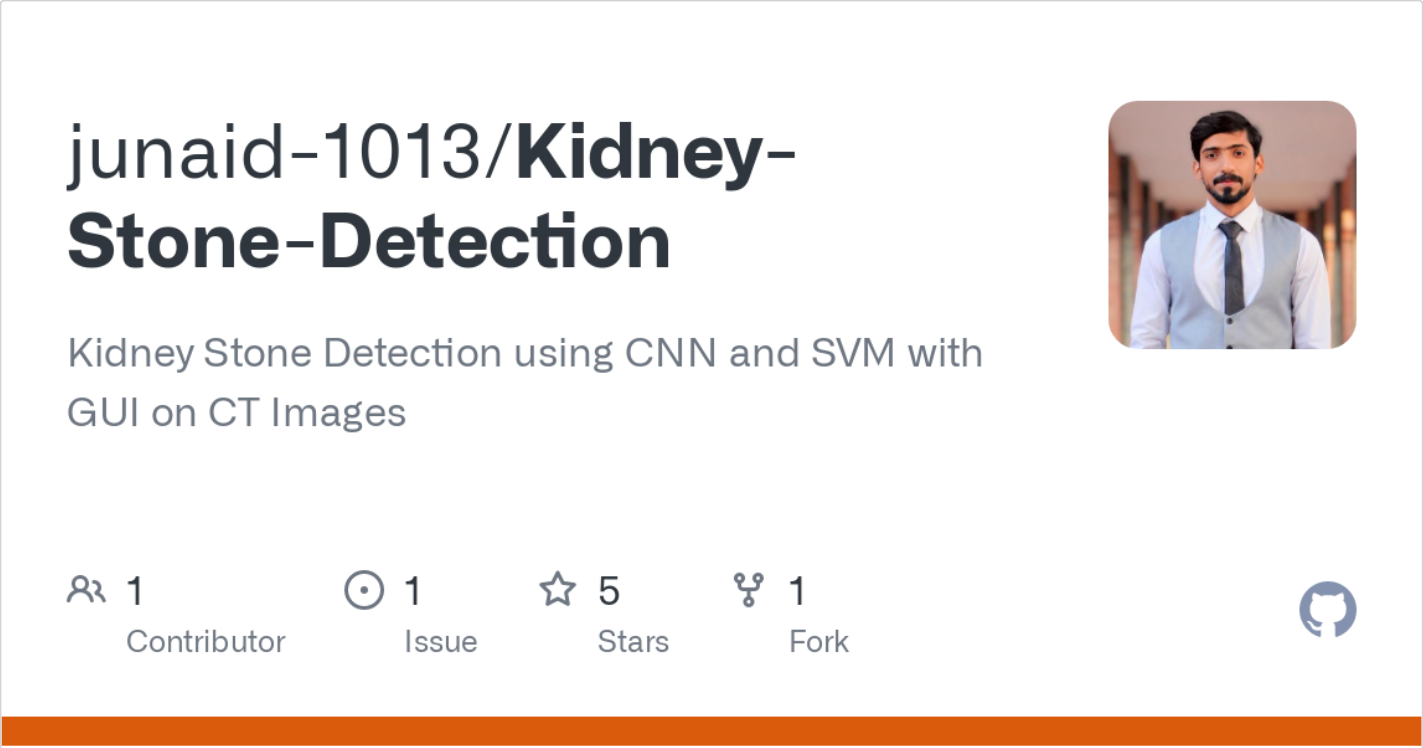 junaid-1013/Kidney-
Stone-Detection
Kidney Stone Detection using CNN and SVM with
GUI on CT Images
1 1 5 1
Contributor Issue Stars Fork